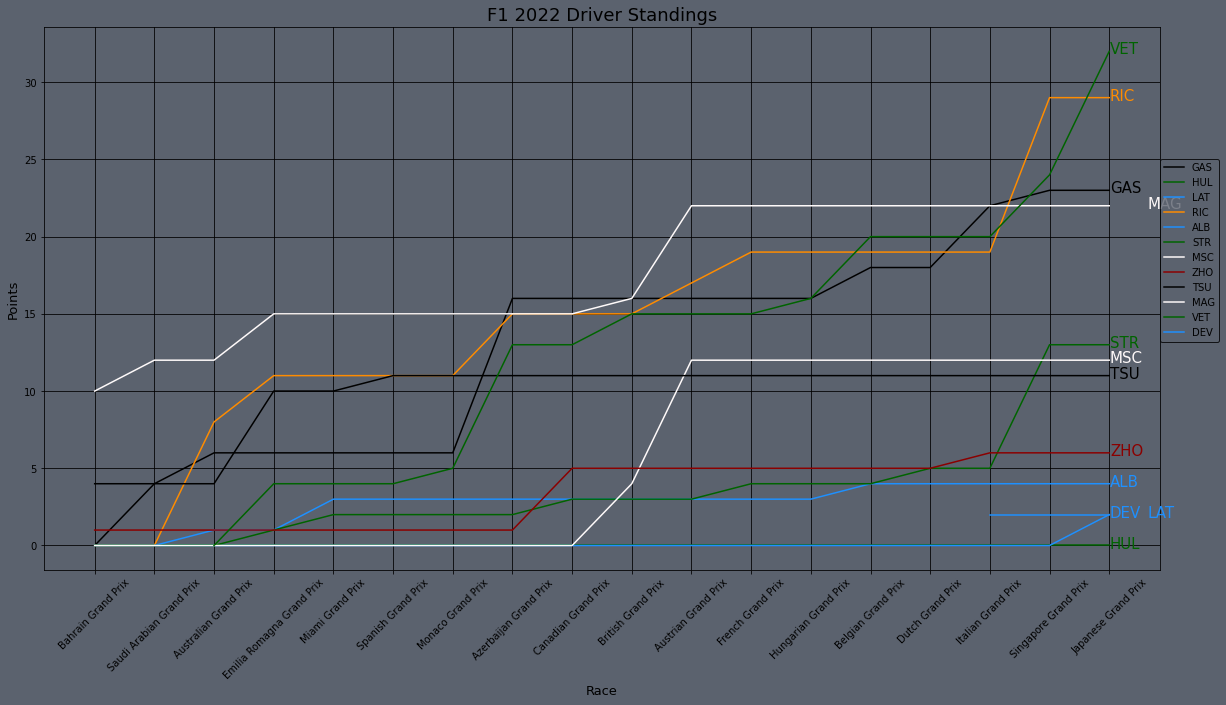 F1 2022 Driver Standings
Points
30
25
20
15
10
5
0
VET
RIC
GAS
MAG
STR
MSC
TSU
ZHO
ALB
DEV LAT
HUL
GAS
HUL
LAT
RIC
ALB
STR
MSC
ZHO
TSU
MAG
VET
DEV
Bahrain Grand Prix
Saudi Arabian Grand Prix
Australian Grand Prix
Emilia Romagna Grand Prix
Miami Grand Prix
Spanish Grand Prix
Monaco Grand Prix
Azerbaijan Grand Prix
Canadian Grand Prix
British Grand Prix
Austrian Grand Prix
French Grand Prix
Hungarian Grand Prix
Belgian Grand Prix
Dutch Grand Prix
Italian Grand Prix
Singapore Grand Prix
Japanese Grand Prix
Race